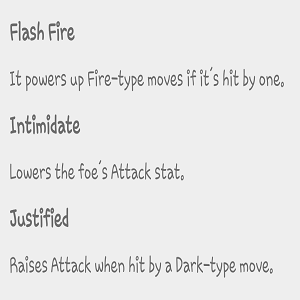 Flash Fire
It powers up Fire-type moves if it's hit by one.
Intimidate
Lowers the foe's Attack stat.
Justified
Raises Attack when hit by a Dark-type move.